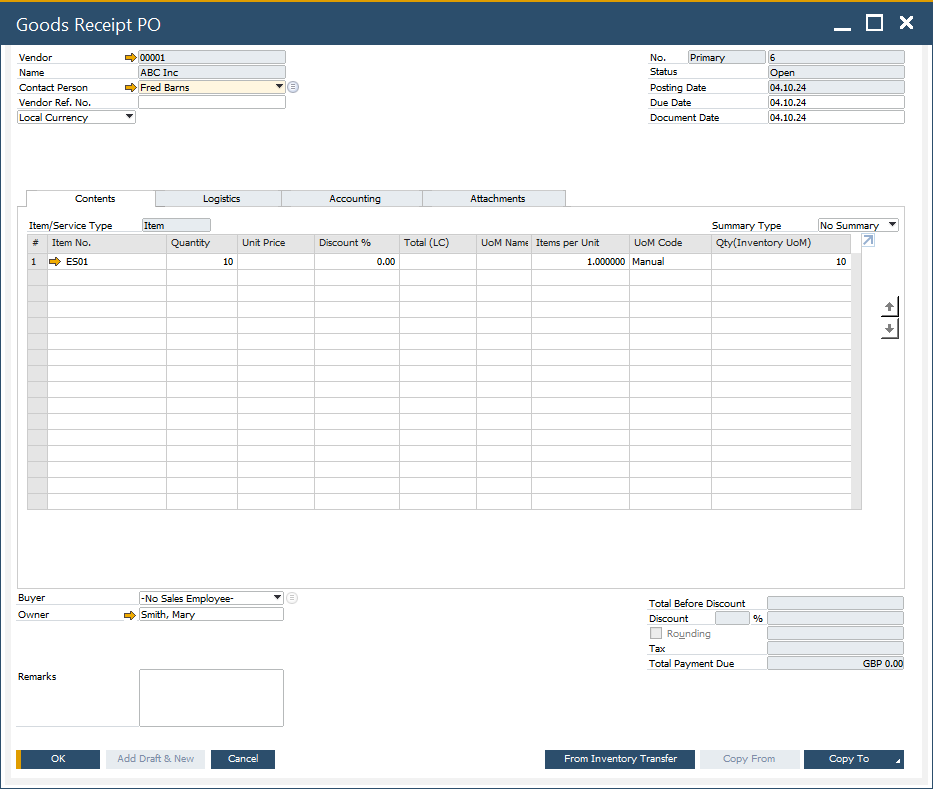 Goods Receipt PO
Vendor 00001
Name ABC Inc
Contact Person Fred Barns
Vendor Ref. No.
Local Currency
No. Primary 6
Status Open
Posting Date 04.10.24
Due Date 04.10.24
Document Date 04.10.24
Contents Logistics Accounting Attachments
Item/Service Type Item Summary Type No Summary
# Item No. Quantity Unit Price Discount % Total (LC) UoM Name Items per Unit UoM Code Qty(Inventory UoM)
1 ES01 10 0.00 1.000000 Manual 10
Buyer -No Sales Employee-
Owner Smith, Mary
Total Before Discount
Discount %
Rounding
Tax
Total Payment Due GBP 0.00
Remarks
OK Add Draft & New Cancel From Inventory Transfer Copy From Copy To